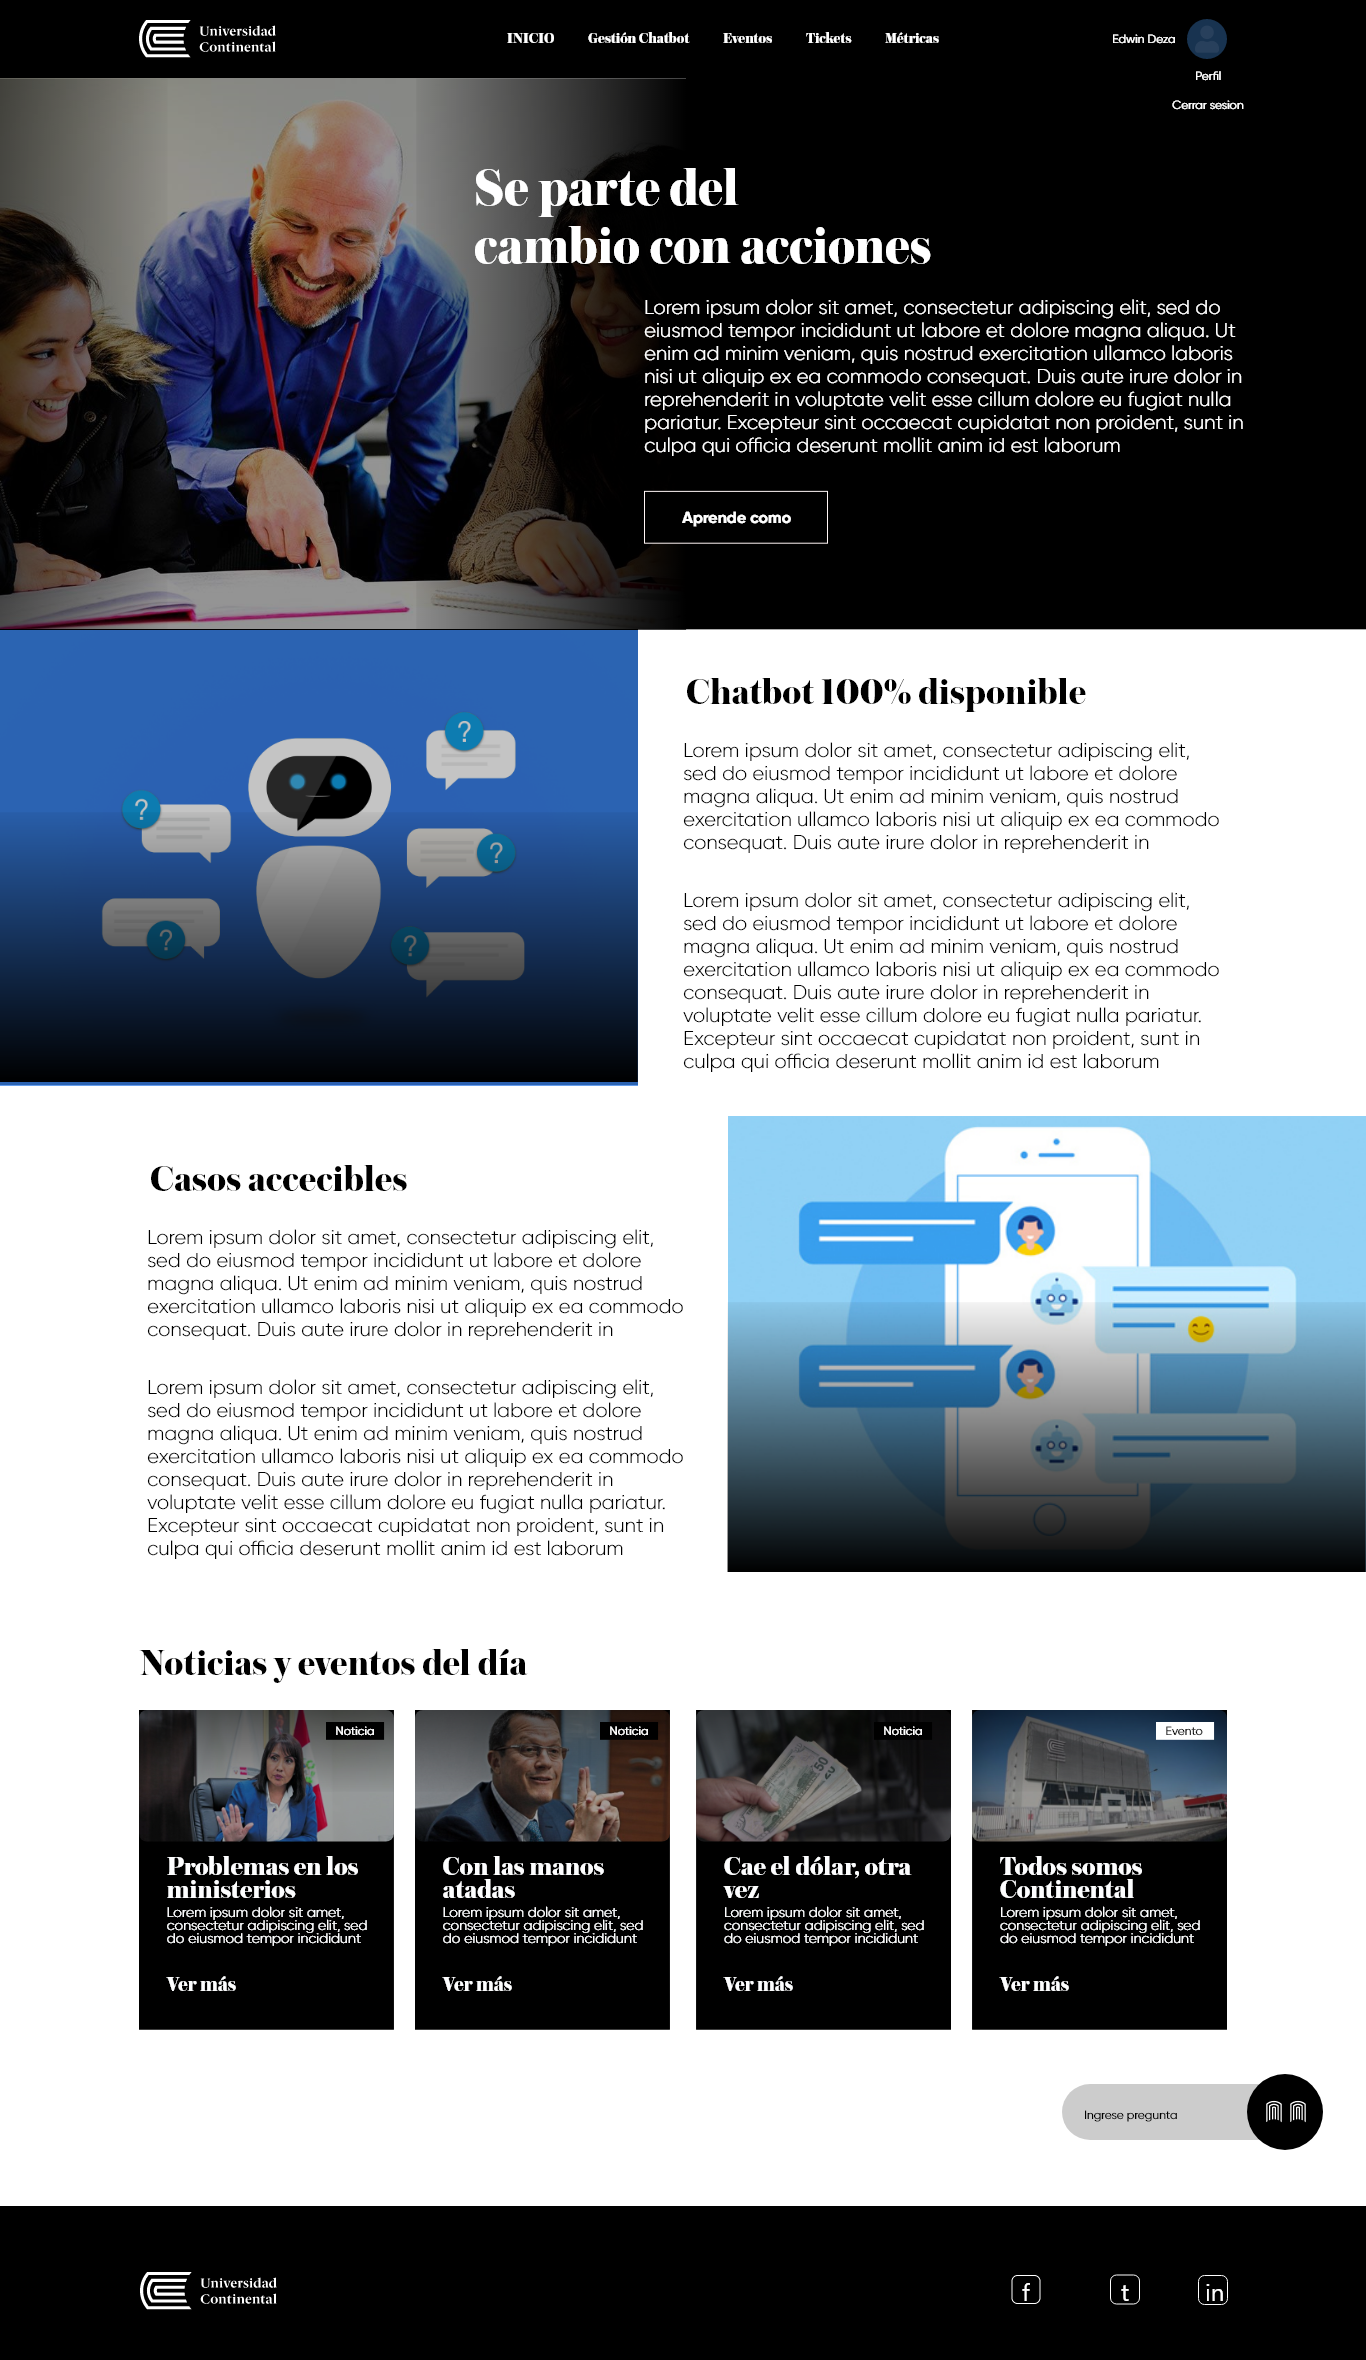 Universidad
Continental
INICIO
Gestión Chatbot
Eventos
Tickets
Métricas
Edwin Deza
Perfil
Cerrar sesion
Se parte del
cambio con acciones
Lorem ipsum dolor sit amet, consectetur adipiscing elit, sed do
eiusmod tempor incididunt ut labore et dolore magna aliqua. Ut
enim ad minim veniam, quis nostrud exercitation ullamco laboris
nisi ut aliquip ex ea commodo consequat. Duis aute irure dolor in
reprehenderit in voluptate velit esse cillum dolore eu fugiat nulla
pariatur. Excepteur sint occaecat cupidatat non proident, sunt in
culpa qui officia deserunt mollit anim id est laborum
Aprende como
?
?
?
?
?
Chatbot 100% disponible
Lorem ipsum dolor sit amet, consectetur adipiscing elit,
sed do eiusmod tempor incididunt ut labore et dolore
magna aliqua. Ut enim ad minim veniam, quis nostrud
exercitation ullamco laboris nisi ut aliquip ex ea commodo
consequat. Duis aute irure dolor in reprehenderit in
Lorem ipsum dolor sit amet, consectetur adipiscing elit,
sed do eiusmod tempor incididunt ut labore et dolore
magna aliqua. Ut enim ad minim veniam, quis nostrud
exercitation ullamco laboris nisi ut aliquip ex ea commodo
consequat. Duis aute irure dolor in reprehenderit in
voluptate velit esse cillum dolore eu fugiat nulla pariatur.
Excepteur sint occaecat cupidatat non proident, sunt in
culpa qui officia deserunt mollit anim id est laborum
Casos accecibles
Lorem ipsum dolor sit amet, consectetur adipiscing elit,
sed do eiusmod tempor incididunt ut labore et dolore
magna aliqua. Ut enim ad minim veniam, quis nostrud
exercitation ullamco laboris nisi ut aliquip ex ea commodo
consequat. Duis aute irure dolor in reprehenderit in
Lorem ipsum dolor sit amet, consectetur adipiscing elit,
sed do eiusmod tempor incididunt ut labore et dolore
magna aliqua. Ut enim ad minim veniam, quis nostrud
exercitation ullamco laboris nisi ut aliquip ex ea commodo
consequat. Duis aute irure dolor in reprehenderit in
voluptate velit esse cillum dolore eu fugiat nulla pariatur.
Excepteur sint occaecat cupidatat non proident, sunt in
culpa qui officia deserunt mollit anim id est laborum
Noticias y eventos del día
Noticia
Problemas en los
ministerios
Lorem ipsum dolor sit amet,
consectetur adipiscing elit, sed
do eiusmod tempor incididunt
Ver más
Noticia
Con las manos
atadas
Lorem ipsum dolor sit amet,
consectetur adipiscing elit, sed
do eiusmod tempor incididunt
Ver más
Noticia
50
20
Cae el dólar, otra
vez
Lorem ipsum dolor sit amet,
consectetur adipiscing elit, sed
do eiusmod tempor incididunt
Ver más
Evento
Todos somos
Continental
Lorem ipsum dolor sit amet,
consectetur adipiscing elit, sed
do eiusmod tempor incididunt
Ver más
Ingrese pregunta
Universidad
Continental
f
t
in